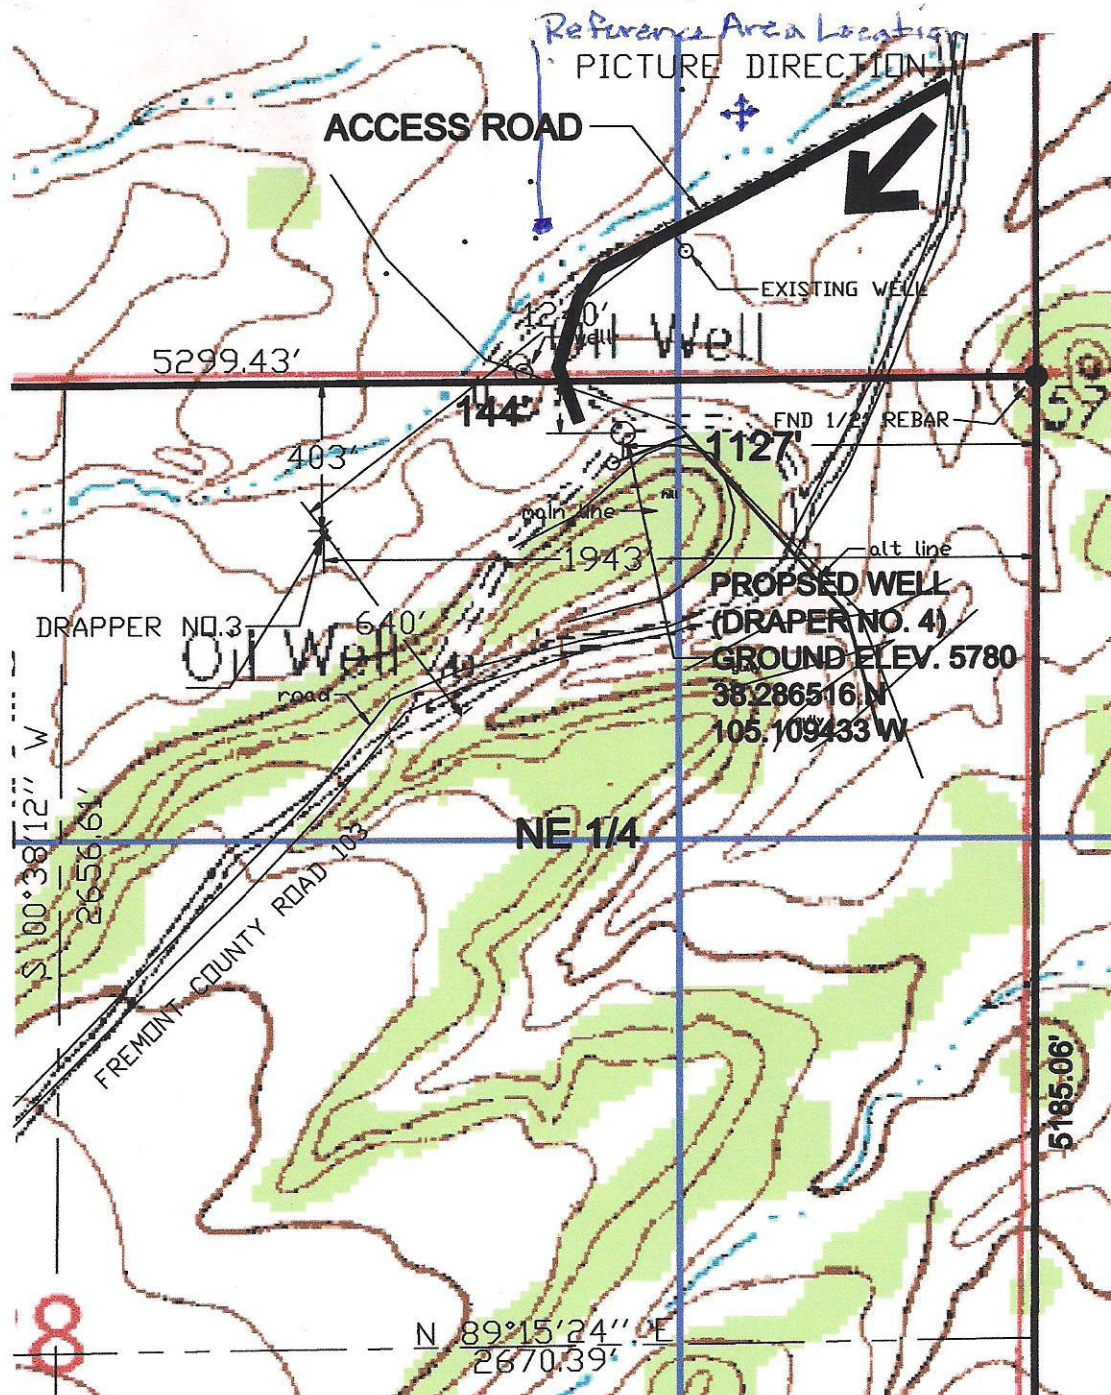 Reference Area Location
PICTURE DIRECTION
ACCESS ROAD
EXISTING WELL
1220'
well
Oil Well
5299.43'
144'
FND 1/2" REBAR
1127'
403'
fill
main line
1943'
alt line
PROPSED WELL
(DRAPER NO. 4)
GROUND ELEV. 5780
38.286516 N
105.109433 W
DRAPPER NO.3
640'
Oil Well
road
NE 1/4
S 00°38'12" W
2656.61'
FREMONT COUNTY ROAD 103
5185.06'
8
N 89°15'24" E
2670.39'